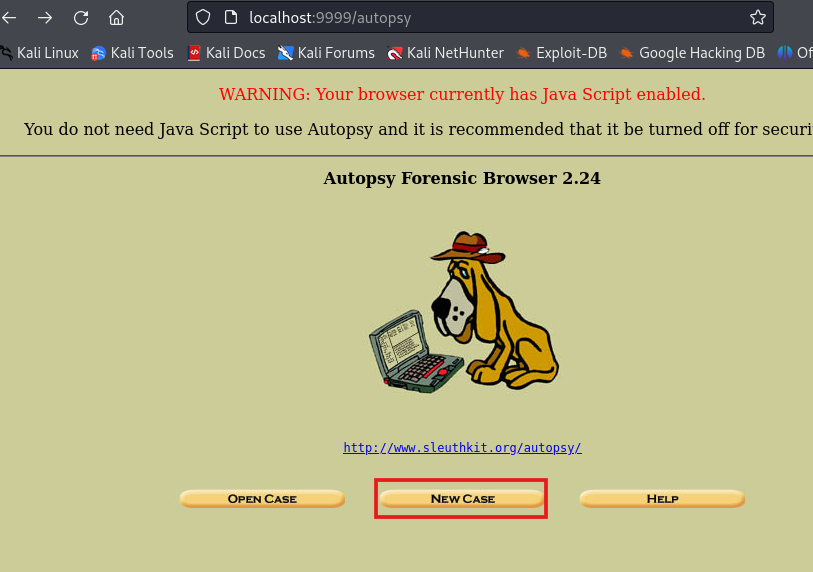 localhost:9999/autopsy
Kali Linux Kali Tools Kali Docs Kali Forums Kali NetHunter Exploit-DB Google Hacking DB Of
WARNING: Your browser currently has Java Script enabled.
You do not need Java Script to use Autopsy and it is recommended that it be turned off for securi
Autopsy Forensic Browser 2.24
http://www.sleuthkit.org/autopsy/
OPEN CASE NEW CASE HELP